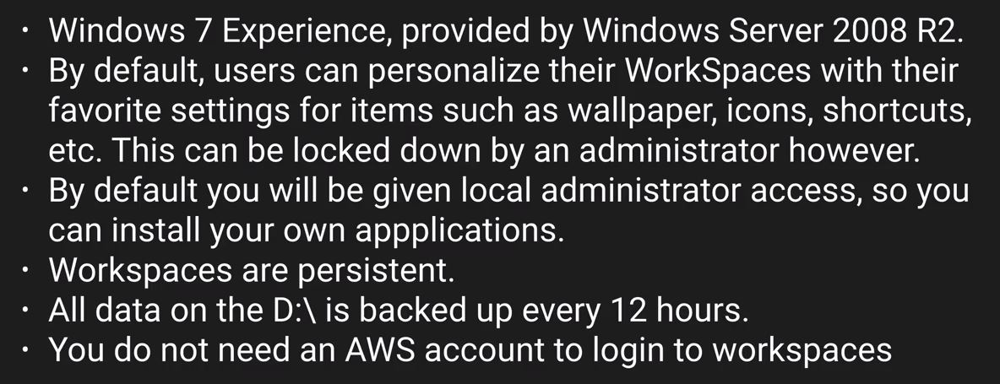 • Windows 7 Experience, provided by Windows Server 2008 R2.
• By default, users can personalize their WorkSpaces with their
favorite settings for items such as wallpaper, icons, shortcuts,
etc. This can be locked down by an administrator however.
• By default you will be given local administrator access, so you
can install your own appplications.
• Workspaces are persistent.
• All data on the D:\ is backed up every 12 hours.
• You do not need an AWS account to login to workspaces